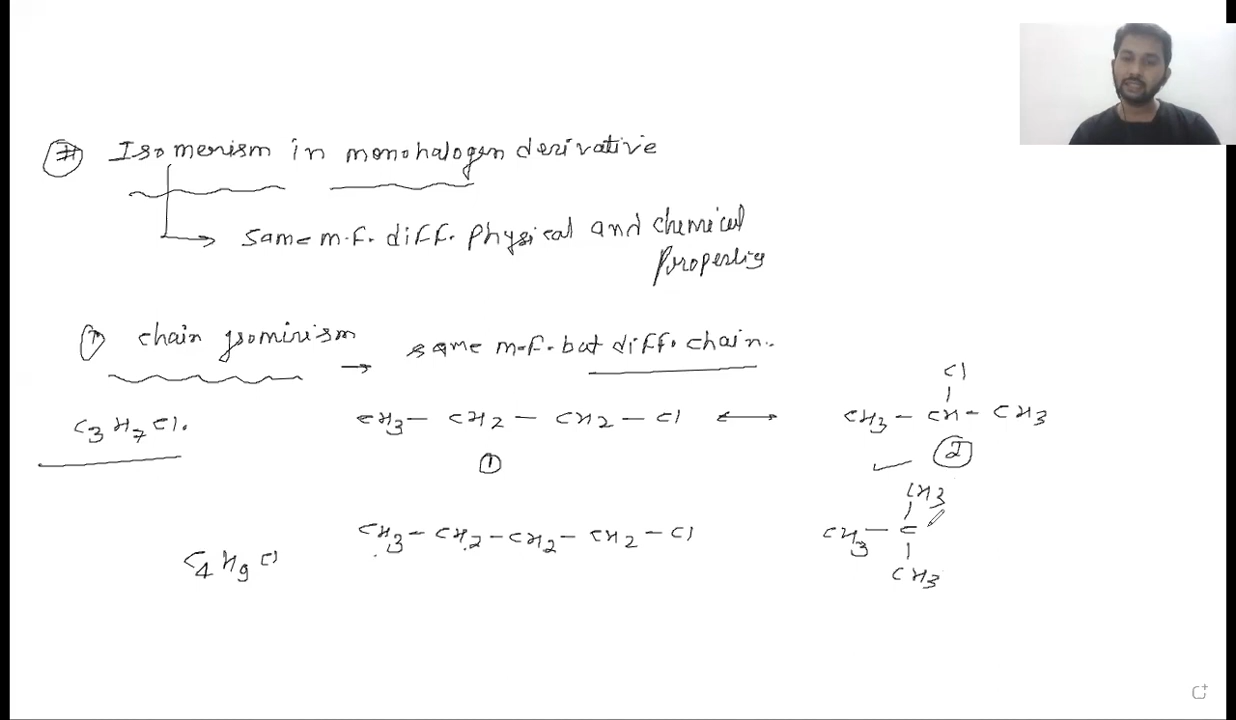 # Isomerism in monohalogen derivative
same m.f. diff. physical and chemical
properties
1 chain isomirism → same m.f. but diff. chain.
Cl
C3H7Cl. CH3 - CH2 - CH2 - Cl ↔ CH3 - CH - CH3
1 2
CH3
CH3 - CH2 - CH2 - CH2 - Cl CH3 - C
C4H9Cl CH3